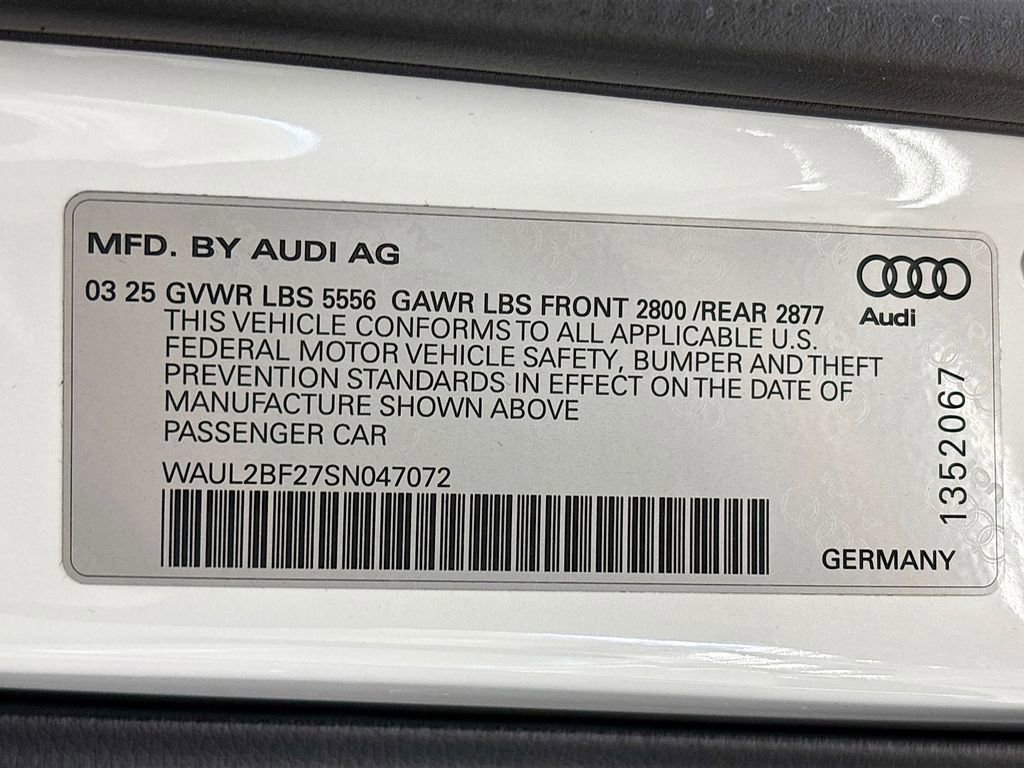 MFD. BY AUDI AG
03 25 GVWR LBS 5556 GAWR LBS FRONT 2800 /REAR 2877
THIS VEHICLE CONFORMS TO ALL APPLICABLE U.S.
FEDERAL MOTOR VEHICLE SAFETY, BUMPER AND THEFT
PREVENTION STANDARDS IN EFFECT ON THE DATE OF
MANUFACTURE SHOWN ABOVE
PASSENGER CAR
WAUL2BF27SN047072
Audi
1352067
GERMANY